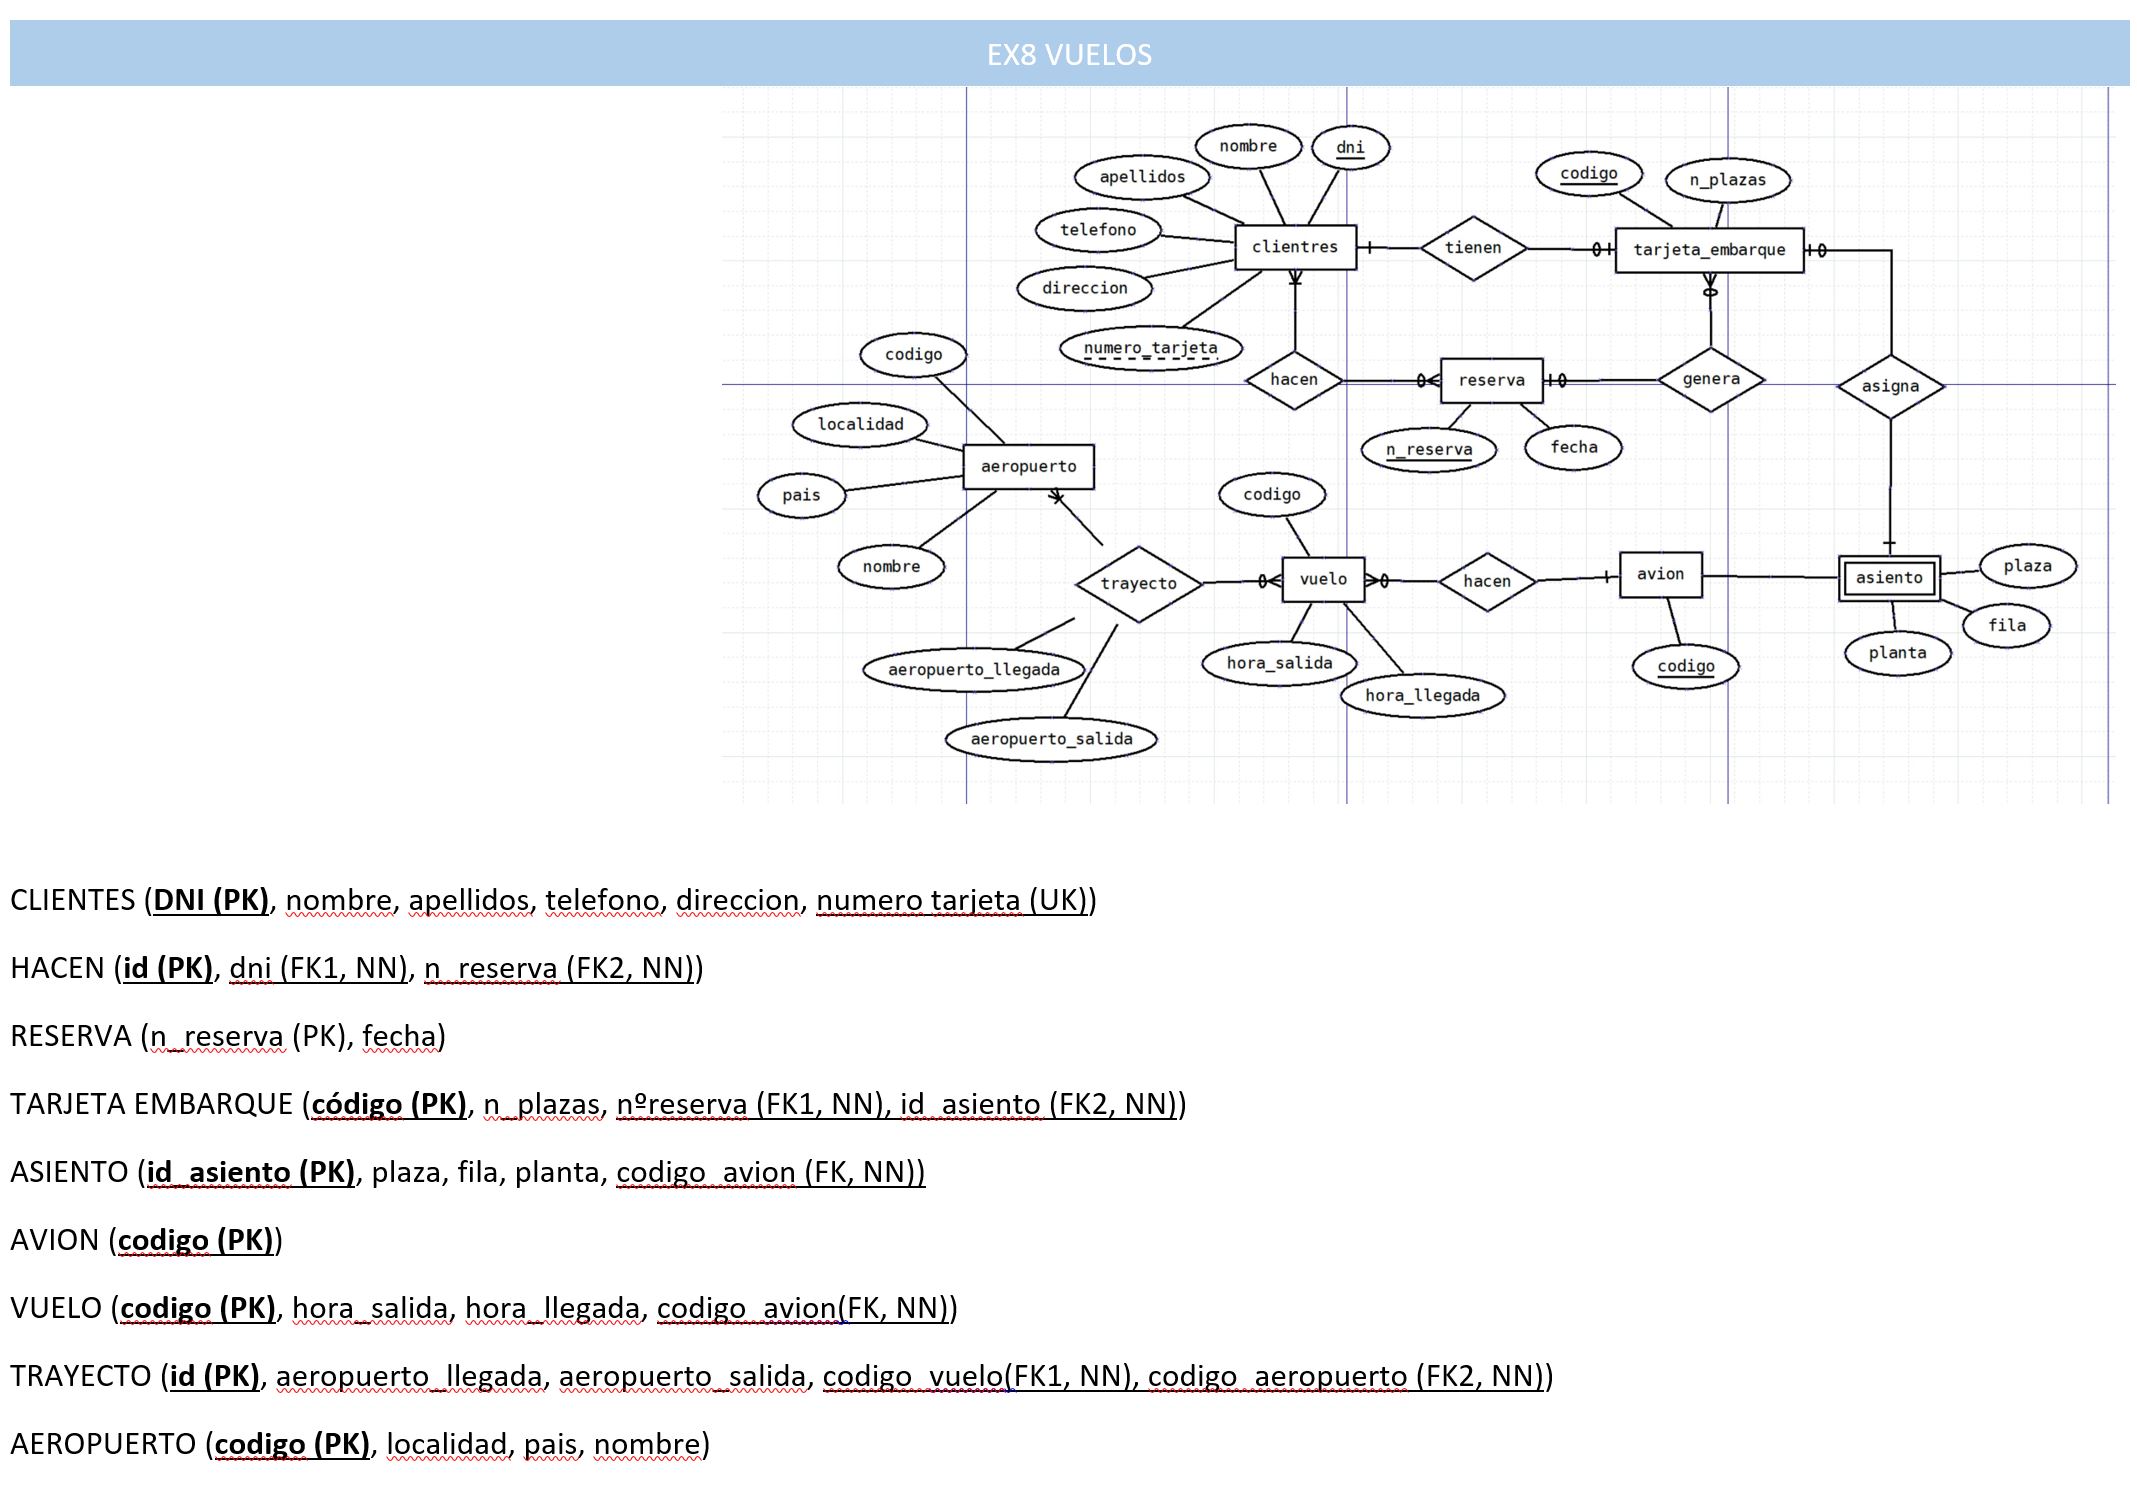 EX8 VUELOS
nombre
dni
apellidos
codigo
n_plazas
telefono
clientres
tienen
tarjeta_embarque
direccion
numero_tarjeta
codigo
hacen
reserva
genera
asigna
localidad
n_reserva
fecha
aeropuerto
pais
codigo
nombre
trayecto
vuelo
hacen
avion
asiento
plaza
fila
planta
aeropuerto_llegada
hora_salida
codigo
hora_llegada
aeropuerto_salida
CLIENTES (DNI (PK), nombre, apellidos, telefono, direccion, numero tarjeta (UK))
HACEN (id (PK), dni (FK1, NN), n_reserva (FK2, NN))
RESERVA (n_reserva (PK), fecha)
TARJETA EMBARQUE (código (PK), n_plazas, nºreserva (FK1, NN), id_asiento (FK2, NN))
ASIENTO (id_asiento (PK), plaza, fila, planta, codigo_avion (FK, NN))
AVION (codigo (PK))
VUELO (codigo (PK), hora_salida, hora_llegada, codigo_avion(FK, NN))
TRAYECTO (id (PK), aeropuerto_llegada, aeropuerto_salida, codigo_vuelo(FK1, NN), codigo_aeropuerto (FK2, NN))
AEROPUERTO (codigo (PK), localidad, pais, nombre)